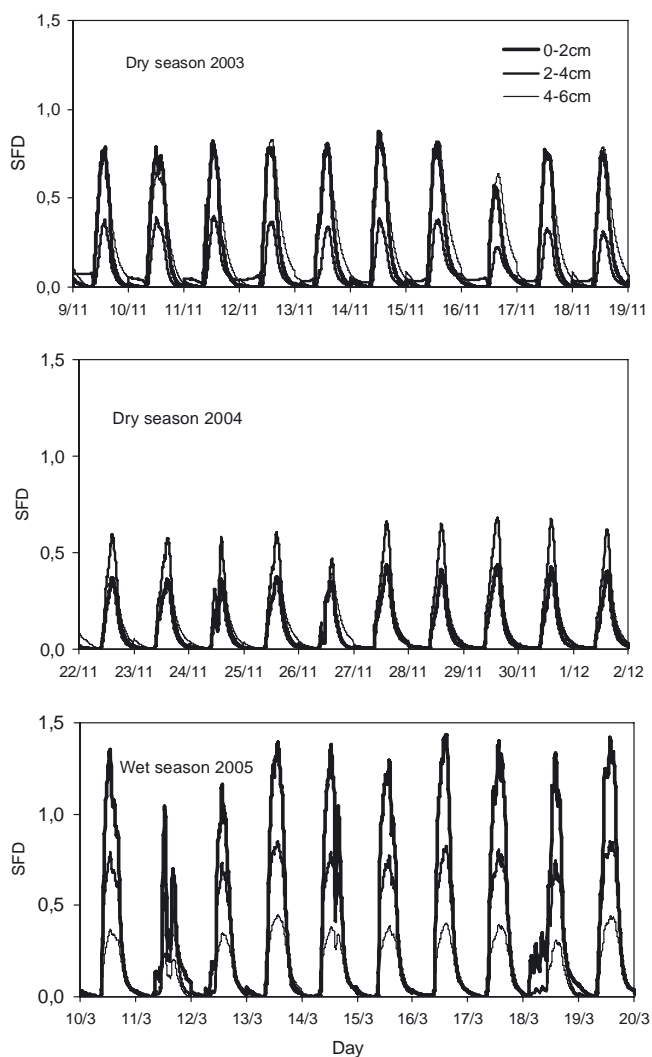 1,5
Dry season 2003
0-2cm
2-4cm
4-6cm
1,0
SFD
0,5
0,0
9/11 10/11 11/11 12/11 13/11 14/11 15/11 16/11 17/11 18/11 19/11
1,5
Dry season 2004
1,0
SFD
0,5
0,0
22/11 23/11 24/11 25/11 26/11 27/11 28/11 29/11 30/11 1/12 2/12
1,5
Wet season 2005
1,0
SFD
0,5
0,0
10/3 11/3 12/3 13/3 14/3 15/3 16/3 17/3 18/3 19/3 20/3
Day